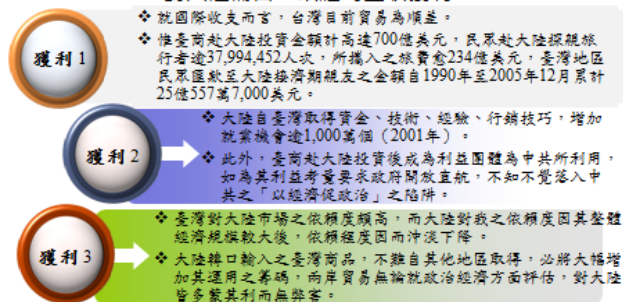 獲利 1
❖ 就國際收支而言，台灣目前貿易為順差。
❖ 惟臺商赴大陸投資金額計高達700億美元，民眾赴大陸探親旅
行者逾37,994,452人次，所攜入之旅費愈234億美元，臺灣地區
民眾匯款至大陸接濟期親友之金額自1990年至2005年12月累計
25億557萬7,000美元。
獲利 2
❖ 大陸自臺灣取得資金、技術、經驗、行銷技巧，增加
就業機會逾1,000萬個（2001年）。
❖ 此外，臺商赴大陸投資後成為利益團體為中共所利用，
如為其利益考量要求政府開放直航，不知不覺落入中
共之「以經濟促政治」之陷阱。
獲利 3
❖ 臺灣對大陸市場之依賴度頗高，而大陸對我之依賴度因其整體
經濟規模較大後，依賴程度因而沖淡下降。
❖ 大陸轉口輸入之臺灣商品，不難自其他地區取得，必將大幅增
加其運用之籌碼，兩岸貿易無論就政治經濟方面評估，對大陸
皆多蒙其利而無弊害。